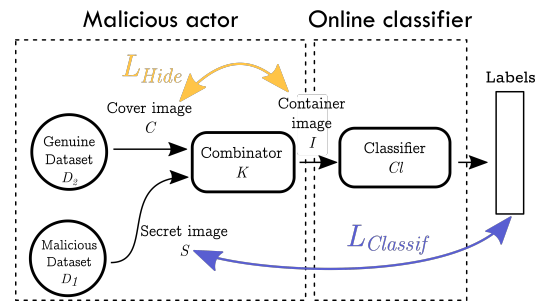 Malicious actor
Online classifier
L_Hide
Cover image
C
Container
image
I
Labels
Genuine
Dataset
D_2
Combinator
K
Classifier
Cl
Malicious
Dataset
D_1
Secret image
S
L_Classif